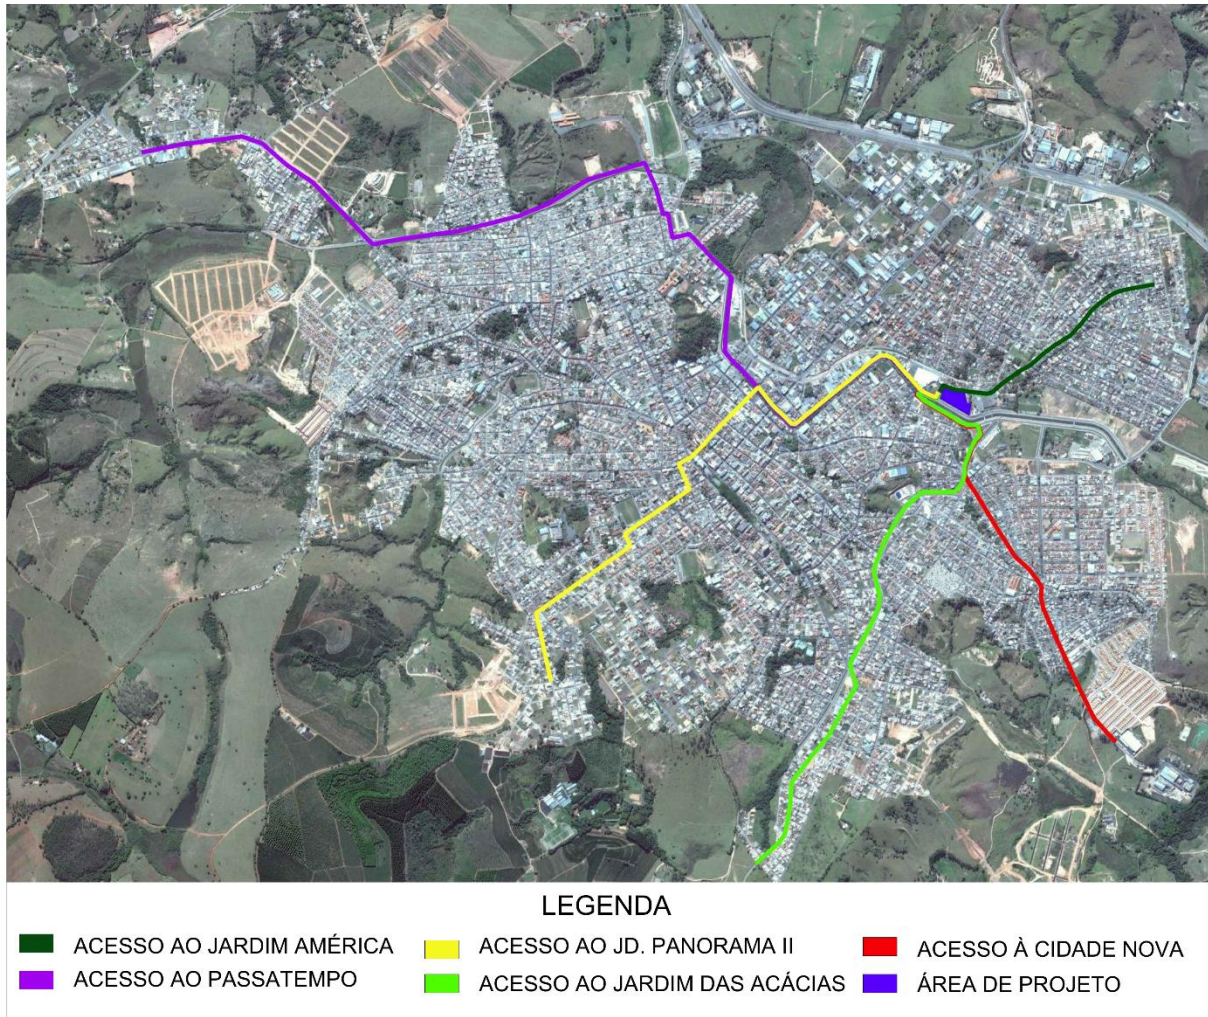 LEGENDA
ACESSO AO JARDIM AMÉRICA
ACESSO AO JD. PANORAMA II
ACESSO À CIDADE NOVA
ACESSO AO PASSATEMPO
ACESSO AO JARDIM DAS ACÁCIAS
ÁREA DE PROJETO